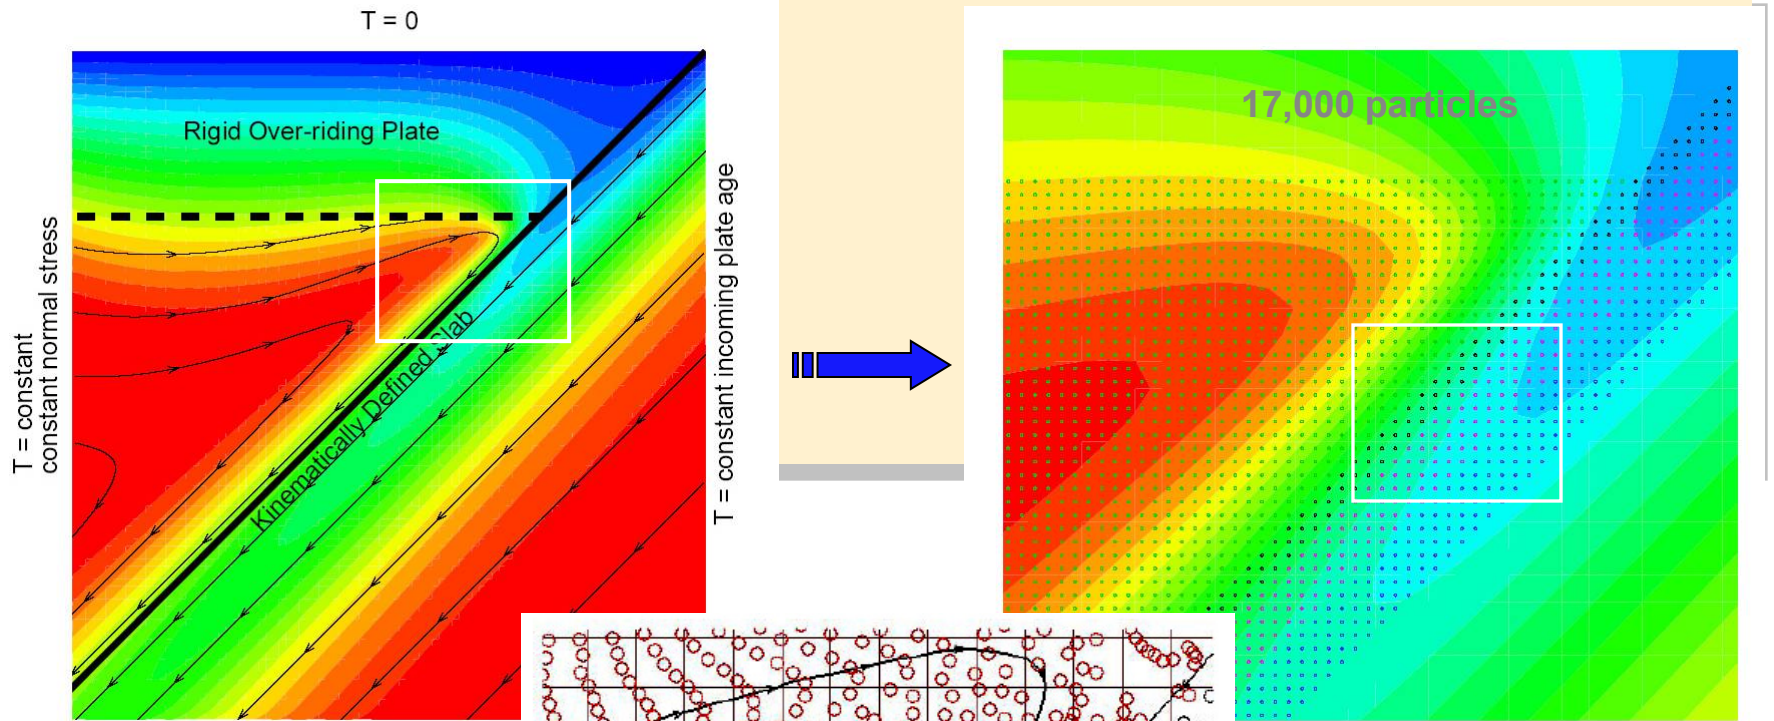 T = 0
Rigid Over-riding Plate
T = constant
constant normal stress
Kinematically Defined Slab
T = constant incoming plate age
17,000 particles